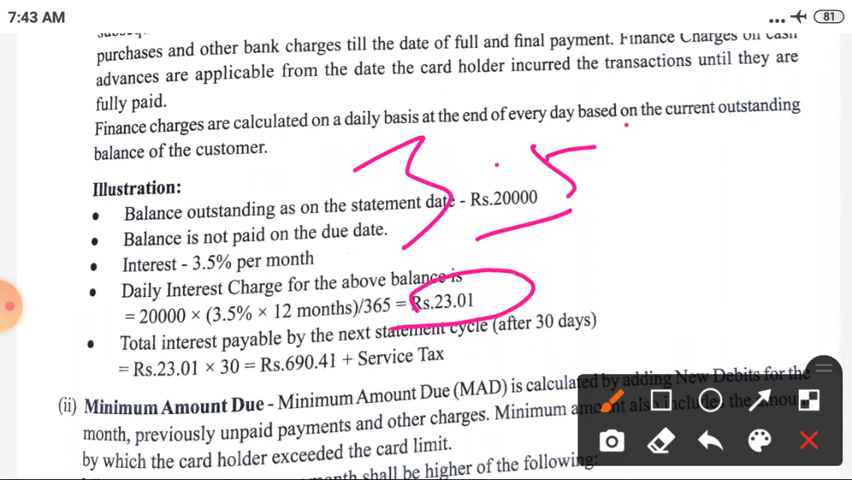 7:43 AM
81
purchases and other bank charges till the date of full and final payment. Finance Charges on cash
advances are applicable from the date the card holder incurred the transactions until they are
fully paid.
Finance charges are calculated on a daily basis at the end of every day based on the current outstanding
balance of the customer.
3.5
Illustration:
• Balance outstanding as on the statement date - Rs.20000
• Balance is not paid on the due date.
• Interest - 3.5% per month
• Daily Interest Charge for the above balance is
= 20000 × (3.5% × 12 months)/365 = Rs.23.01
• Total interest payable by the next statement cycle (after 30 days)
= Rs.23.01 × 30 = Rs.690.41 + Service Tax
(ii) Minimum Amount Due - Minimum Amount Due (MAD) is calculated by adding New Debits for the
month, previously unpaid payments and other charges. Minimum amount also includes the amount
by which the card holder exceeded the card limit.
shall be higher of the following: